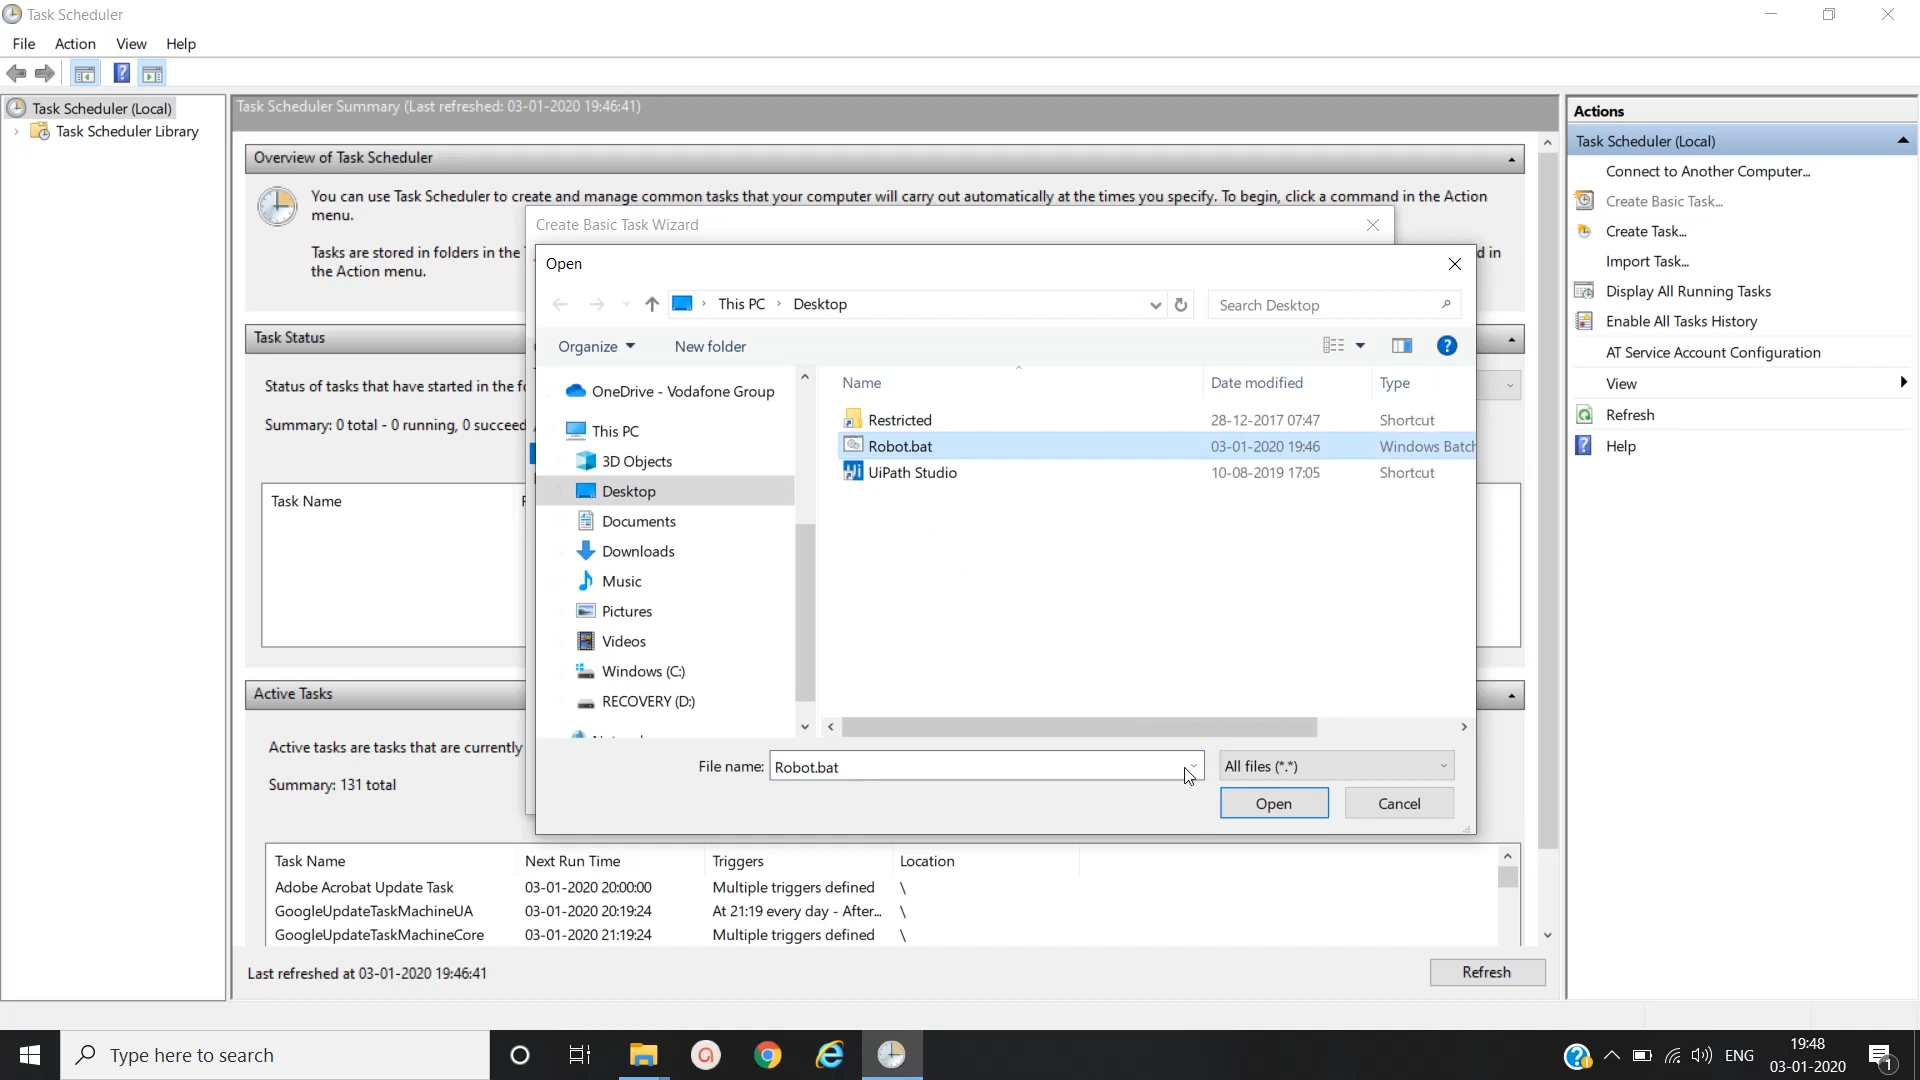 Task Scheduler
File Action View Help
Task Scheduler (Local)
Task Scheduler Library
Task Scheduler Summary (Last refreshed: 03-01-2020 19:46:41)
Overview of Task Scheduler
You can use Task Scheduler to create and manage common tasks that your computer will carry out automatically at the times you specify. To begin, click a command in the Action
menu.
Tasks are stored in folders in the
d in
the Action menu.
Task Status
Status of tasks that have started in the
Summary: 0 total - 0 running, 0 succeed
Task Name
Active Tasks
Active tasks are tasks that are currently
Summary: 131 total
Task Name Next Run Time Triggers Location
Adobe Acrobat Update Task 03-01-2020 20:00:00 Multiple triggers defined \
GoogleUpdateTaskMachineUA 03-01-2020 20:19:24 At 21:19 every day - After... \
GoogleUpdateTaskMachineCore 03-01-2020 21:19:24 Multiple triggers defined \
Last refreshed at 03-01-2020 19:46:41
Refresh
Create Basic Task Wizard
Open
This PC > Desktop
Search Desktop
Organize New folder
OneDrive - Vodafone Group
This PC
3D Objects
Desktop
Documents
Downloads
Music
Pictures
Videos
Windows (C:)
RECOVERY (D:)
Name Date modified Type
Restricted 28-12-2017 07:47 Shortcut
Robot.bat 03-01-2020 19:46 Windows Batch
UiPath Studio 10-08-2019 17:05 Shortcut
File name: Robot.bat
All files (*.*)
Open Cancel
Actions
Task Scheduler (Local)
Connect to Another Computer...
Create Basic Task...
Create Task...
Import Task...
Display All Running Tasks
Enable All Tasks History
AT Service Account Configuration
View
Refresh
Help
Type here to search
ENG
19:48
03-01-2020
1